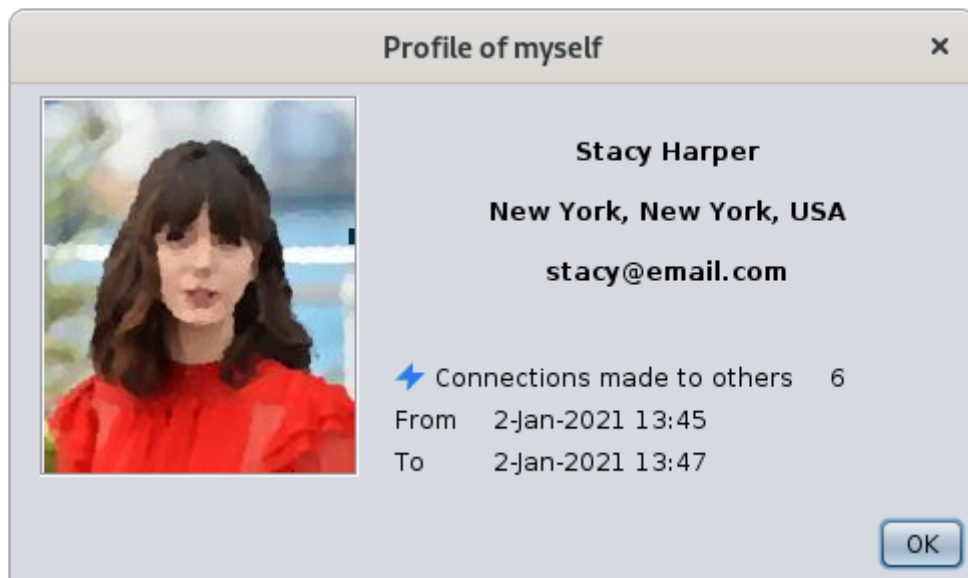 Profile of myself
×
Stacy Harper
New York, New York, USA
stacy@email.com
Connections made to others 6
From 2-Jan-2021 13:45
To 2-Jan-2021 13:47
OK